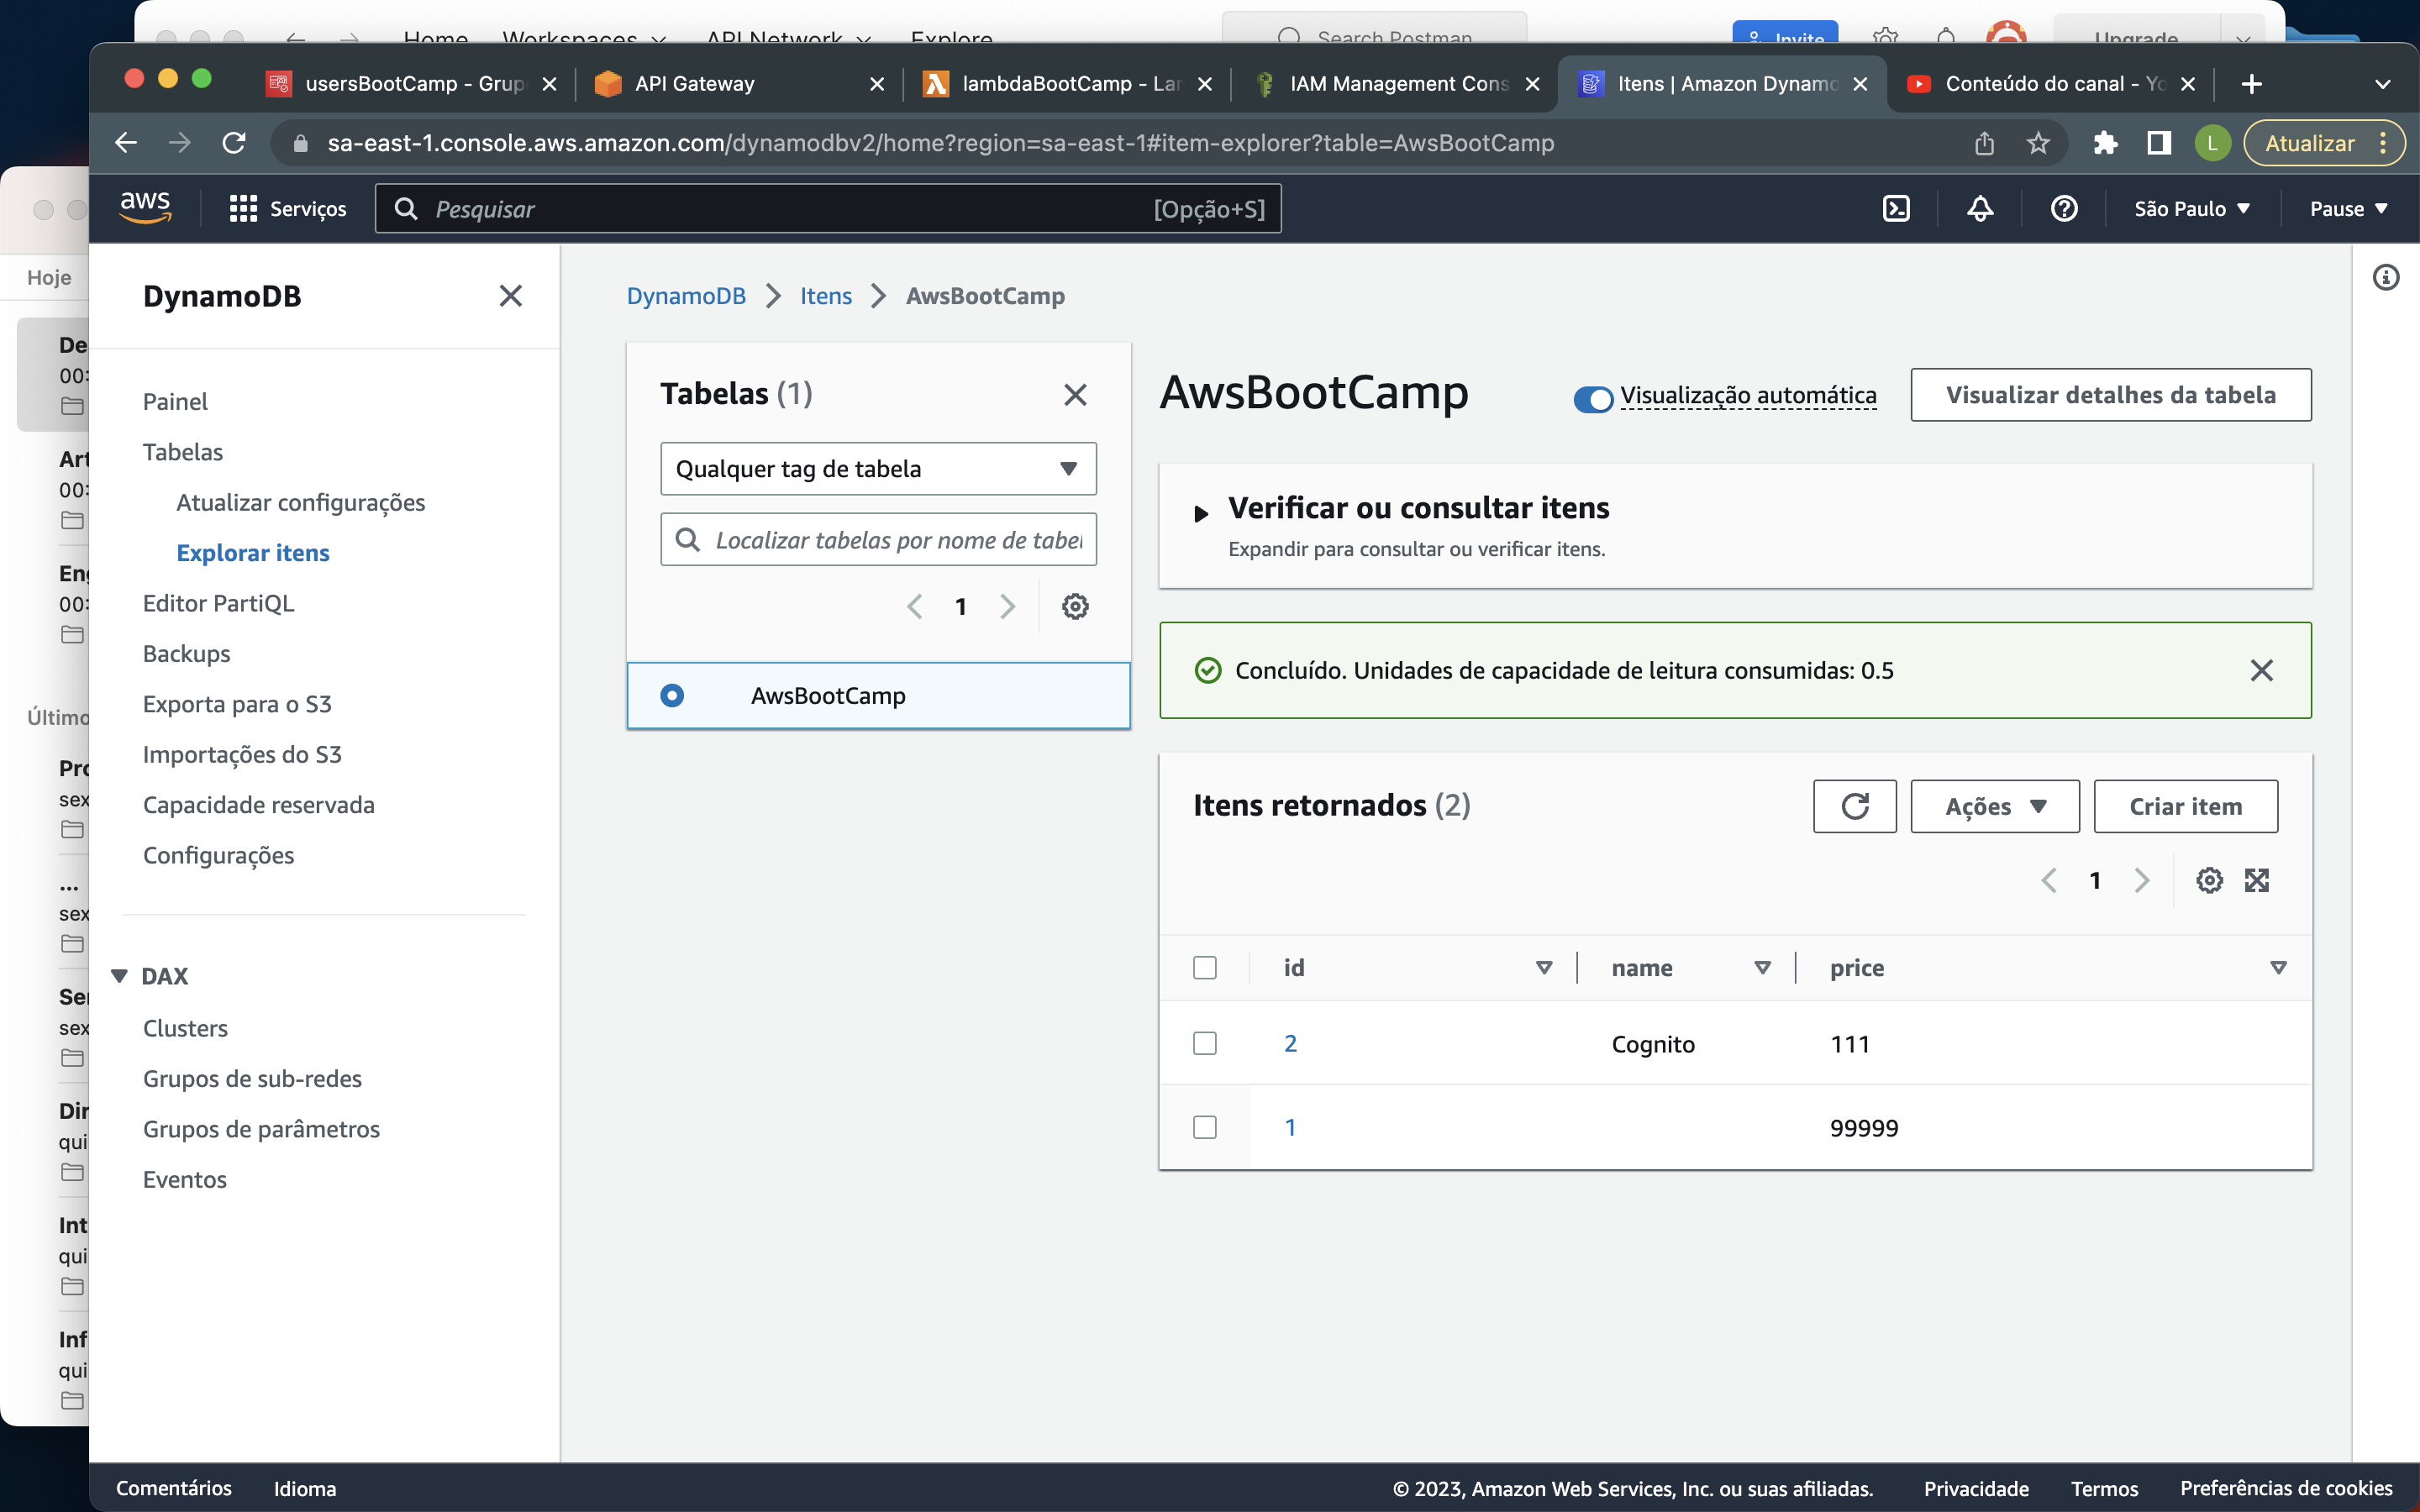 Home Workspaces API Network Explore Search Postman Invite Upgrade
usersBootCamp - Grup API Gateway lambdaBootCamp - Lar IAM Management Cons Itens | Amazon Dynamo Conteúdo do canal - Yo
sa-east-1.console.aws.amazon.com/dynamodbv2/home?region=sa-east-1#item-explorer?table=AwsBootCamp L Atualizar
aws Serviços Pesquisar [Opção+S] São Paulo Pause
Hoje
De
00:
Art
00:
Eng
00:
Último
Pro
sex
...
sex
Ser
sex
Dir
qui
Int
qui
Inf
qui
DynamoDB
Painel
Tabelas
Atualizar configurações
Explorar itens
Editor PartiQL
Backups
Exporta para o S3
Importações do S3
Capacidade reservada
Configurações
DAX
Clusters
Grupos de sub-redes
Grupos de parâmetros
Eventos
DynamoDB Itens AwsBootCamp
Tabelas (1)
Qualquer tag de tabela
Localizar tabelas por nome de tabel
1
AwsBootCamp
AwsBootCamp Visualização automática Visualizar detalhes da tabela
Verificar ou consultar itens
Expandir para consultar ou verificar itens.
Concluído. Unidades de capacidade de leitura consumidas: 0.5
Itens retornados (2) Ações Criar item
1
id name price
2 Cognito 111
1 99999
Comentários Idioma © 2023, Amazon Web Services, Inc. ou suas afiliadas. Privacidade Termos Preferências de cookies